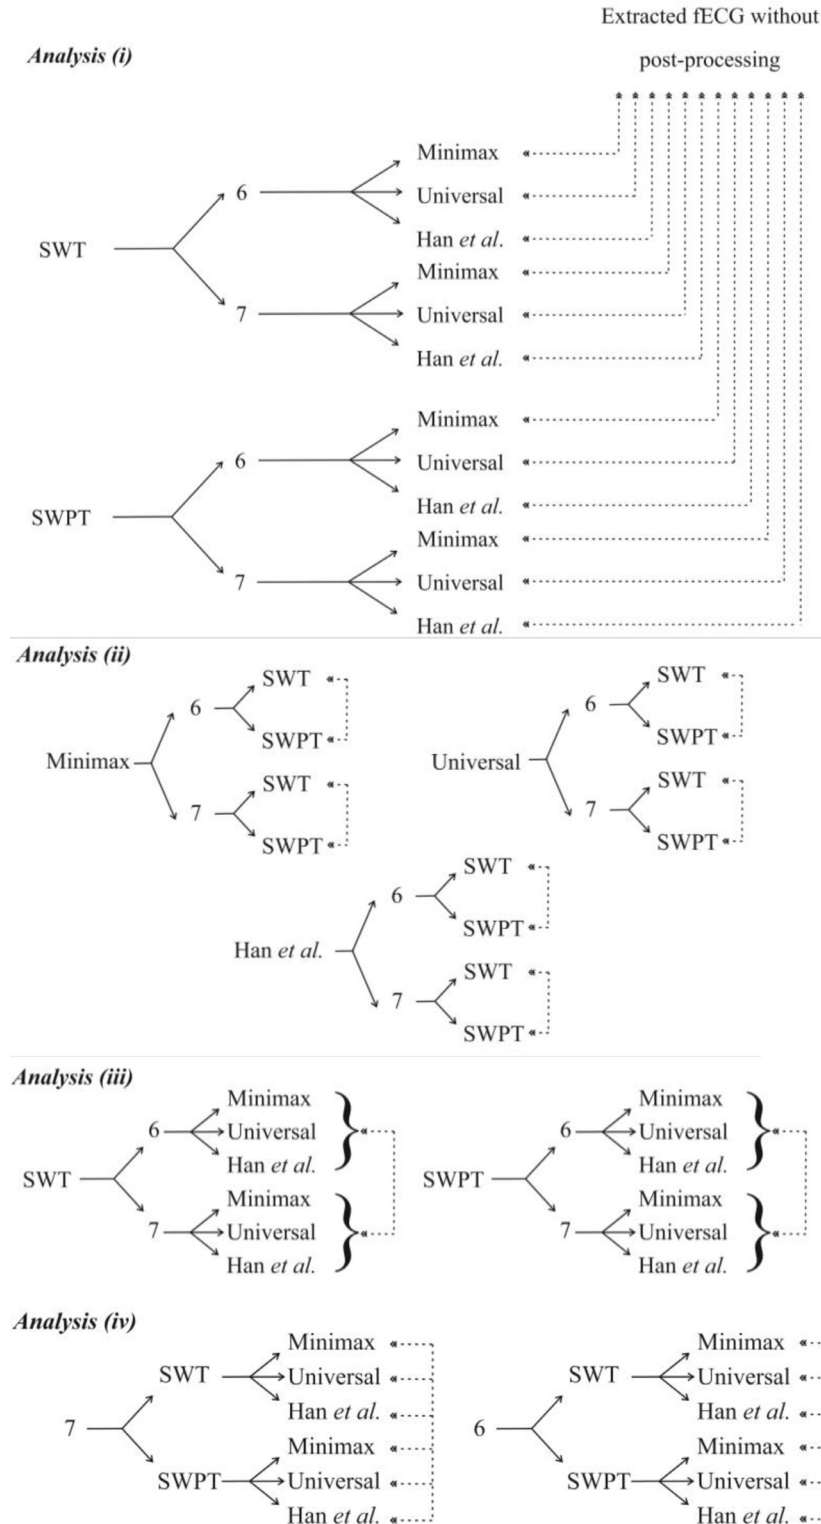 Extracted fECG without
post-processing
Analysis (i)
SWT
6
Minimax
Universal
Han et al.
7
Minimax
Universal
Han et al.
SWPT
6
Minimax
Universal
Han et al.
7
Minimax
Universal
Han et al.
Analysis (ii)
Minimax
6
SWT
SWPT
7
SWT
SWPT
Universal
6
SWT
SWPT
7
SWT
SWPT
Han et al.
6
SWT
SWPT
7
SWT
SWPT
Analysis (iii)
SWT
6
Minimax
Universal
Han et al.
7
Minimax
Universal
Han et al.
SWPT
6
Minimax
Universal
Han et al.
7
Minimax
Universal
Han et al.
Analysis (iv)
7
SWT
Minimax
Universal
Han et al.
SWPT
Minimax
Universal
Han et al.
6
SWT
Minimax
Universal
Han et al.
SWPT
Minimax
Universal
Han et al.